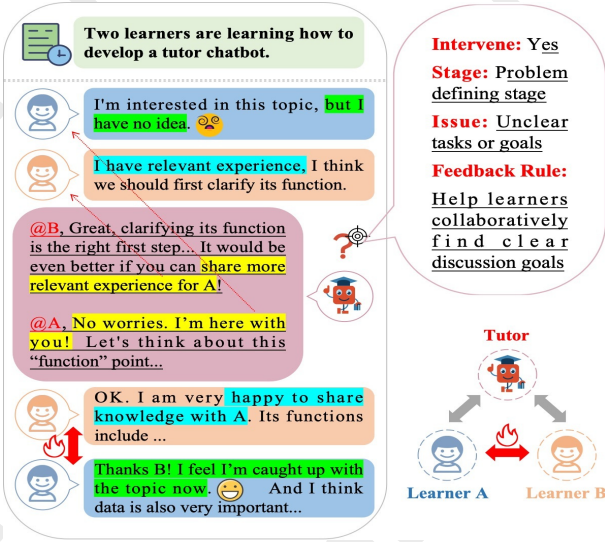 Two learners are learning how to
develop a tutor chatbot.
I'm interested in this topic, but I
have no idea.
I have relevant experience, I think
we should first clarify its function.
@B, Great, clarifying its function
is the right first step... It would be
even better if you can share more
relevant experience for A!
@A, No worries. I'm here with
you! Let's think about this
“function” point...
OK. I am very happy to share
knowledge with A. Its functions
include ...
Thanks B! I feel I'm caught up with
the topic now. And I think
data is also very important...
Intervene: Yes
Stage: Problem
defining stage
Issue: Unclear
tasks or goals
Feedback Rule:
Help learners
collaboratively
find clear
discussion goals
Tutor
Learner A
Learner B